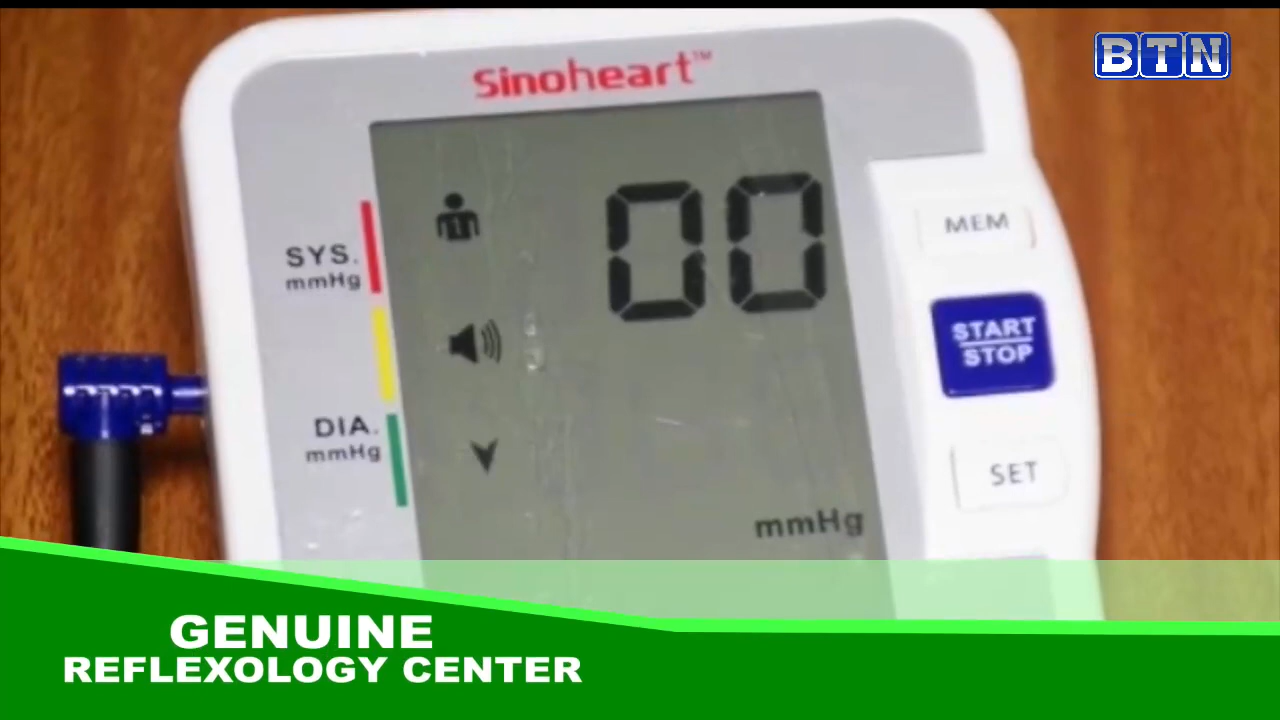 BTN
Sinoheart™
00
MEM
SYS.
mmHg
START
STOP
DIA.
mmHg
SET
mmHg
GENUINE
REFLEXOLOGY CENTER